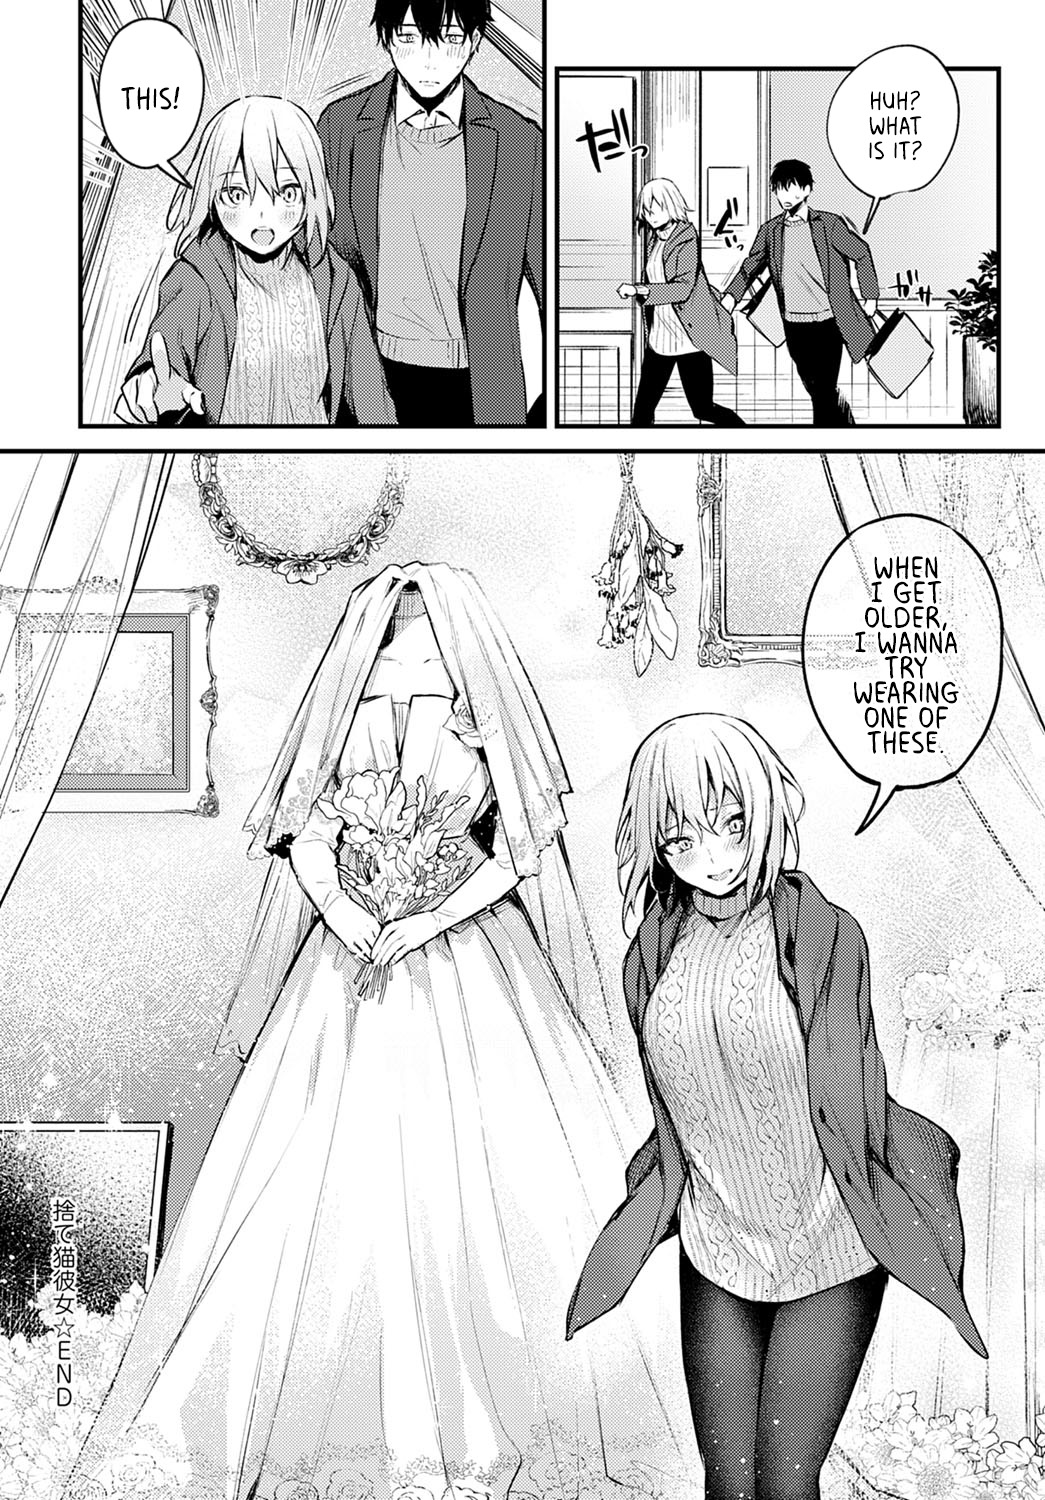 HUH?
WHAT
IS IT?
だっ
ぐっ
ガサ
THIS!
WHEN
I GET
OLDER,
I WANNA
TRY
WEARING
ONE OF
THESE.
捨て猫彼女☆END